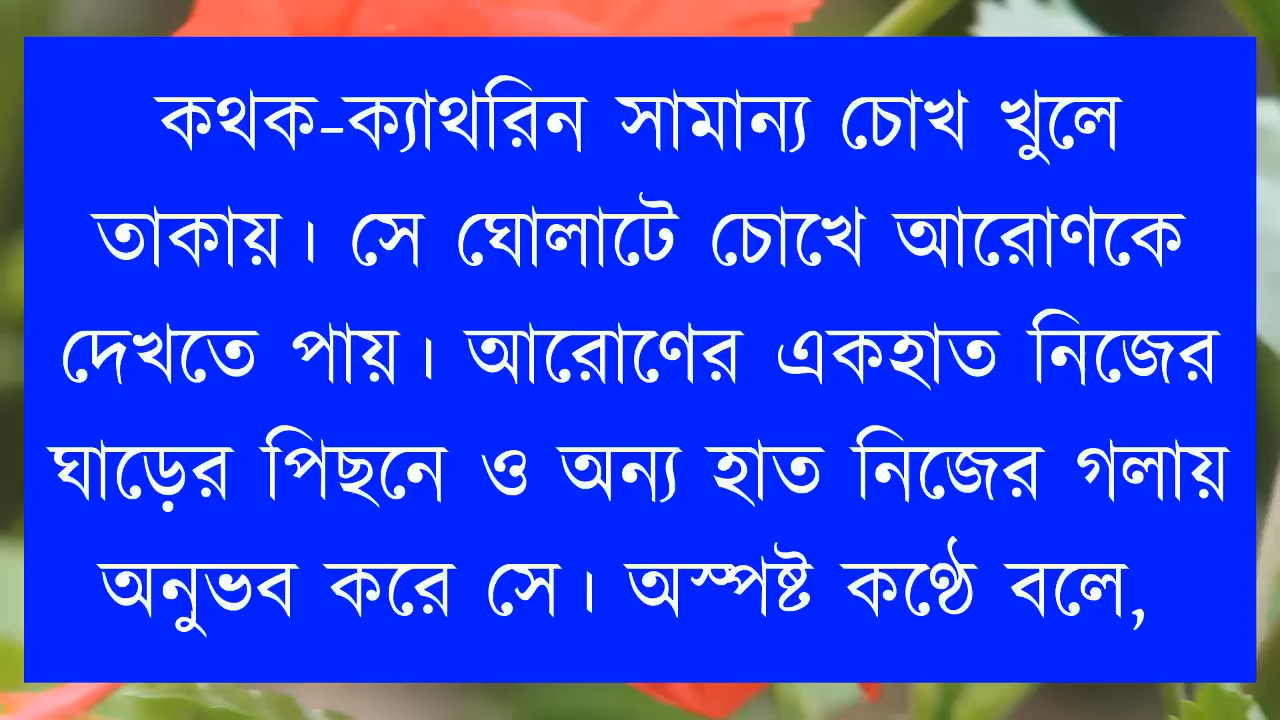 কথক-ক্যাথরিন সামান্য চোখ খুলে
তাকায়। সে ঘোলাটে চোখে আরোণকে
দেখতে পায়। আরোণের একহাত নিজের
ঘাড়ের পিছনে ও অন্য হাত নিজের গলায়
অনুভব করে সে। অস্পষ্ট কণ্ঠে বলে,